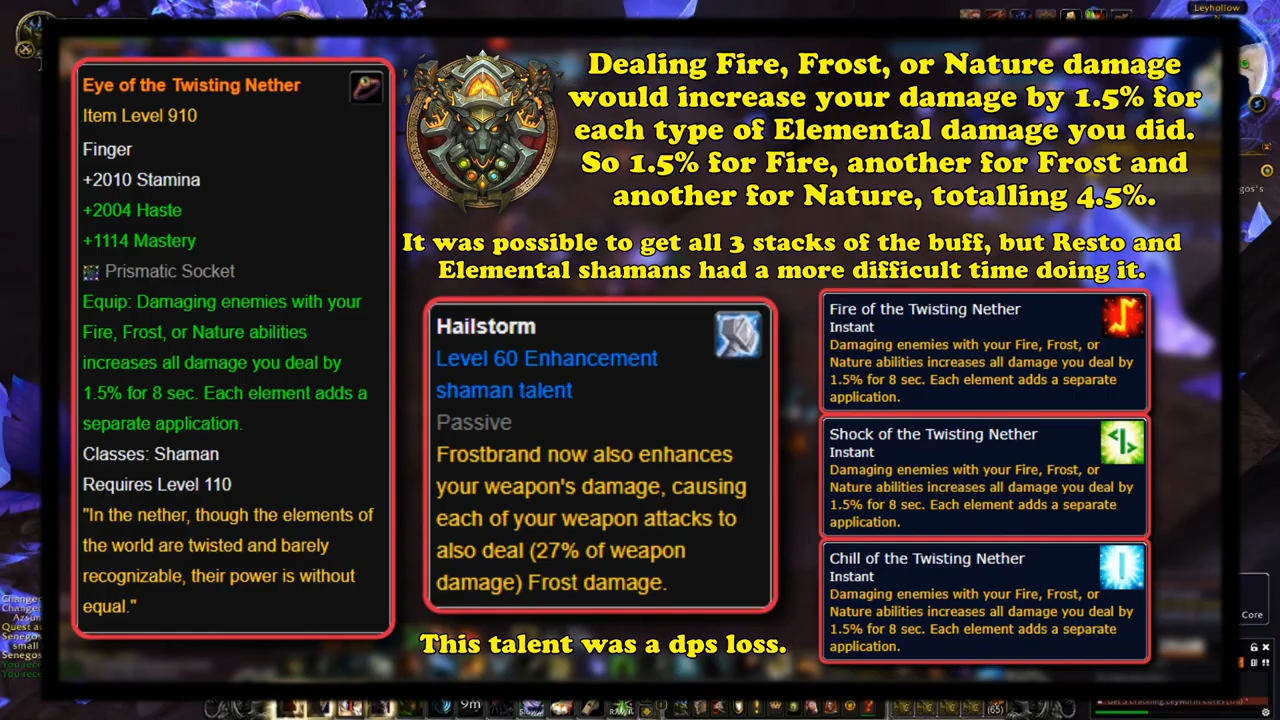 Leyhollow
Eye of the Twisting Nether
Item Level 910
Finger
+2010 Stamina
+2004 Haste
+1114 Mastery
Prismatic Socket
Equip: Damaging enemies with your
Fire, Frost, or Nature abilities
increases all damage you deal by
1.5% for 8 sec. Each element adds a
separate application.
Classes: Shaman
Requires Level 110
"In the nether, though the elements of
the world are twisted and barely
recognizable, their power is without
equal."
Dealing Fire, Frost, or Nature damage
would increase your damage by 1.5% for
each type of Elemental damage you did.
So 1.5% for Fire, another for Frost and
another for Nature, totalling 4.5%.
It was possible to get all 3 stacks of the buff, but Resto and
Elemental shamans had a more difficult time doing it.
Hailstorm
Level 60 Enhancement
shaman talent
Passive
Frostbrand now also enhances
your weapon's damage, causing
each of your weapon attacks to
also deal (27% of weapon
damage) Frost damage.
This talent was a dps loss.
Fire of the Twisting Nether
Instant
Damaging enemies with your Fire, Frost, or
Nature abilities increases all damage you deal by
1.5% for 8 sec. Each element adds a separate
application.
Shock of the Twisting Nether
Instant
Damaging enemies with your Fire, Frost, or
Nature abilities increases all damage you deal by
1.5% for 8 sec. Each element adds a separate
application.
Chill of the Twisting Nether
Instant
Damaging enemies with your Fire, Frost, or
Nature abilities increases all damage you deal by
1.5% for 8 sec. Each element adds a separate
application.
Core
9m
(65)